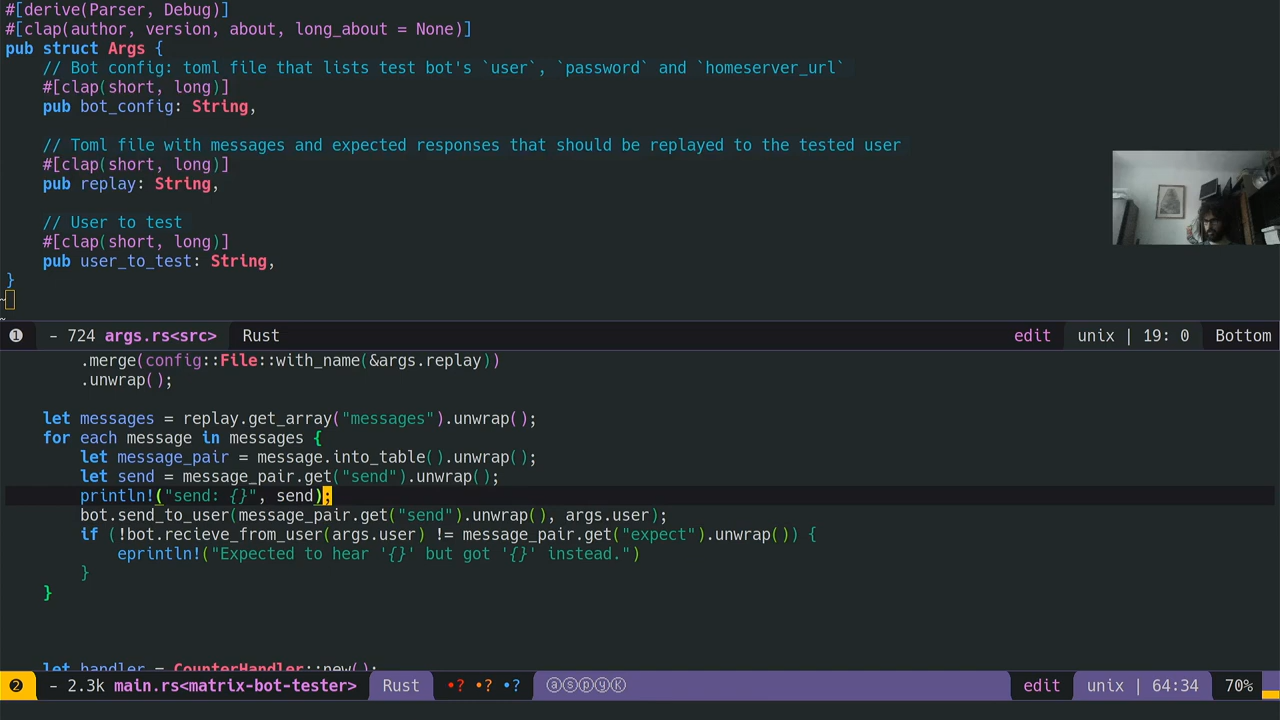 #[derive(Parser, Debug)]
#[clap(author, version, about, long_about = None)]
pub struct Args {
    // Bot config: toml file that lists test bot's `user`, `password` and `homeserver_url`
    #[clap(short, long)]
    pub bot_config: String,

    // Toml file with messages and expected responses that should be replayed to the tested user
    #[clap(short, long)]
    pub replay: String,

    // User to test
    #[clap(short, long)]
    pub user_to_test: String,
}
~
❶ - 724 args.rs<src> Rust edit unix | 19: 0 Bottom
        .merge(config::File::with_name(&args.replay))
        .unwrap();

    let messages = replay.get_array("messages").unwrap();
    for each message in messages {
        let message_pair = message.into_table().unwrap();
        let send = message_pair.get("send").unwrap();
        println!("send: {}", send);
        bot.send_to_user(message_pair.get("send").unwrap(), args.user);
        if (!bot.recieve_from_user(args.user) != message_pair.get("expect").unwrap()) {
            eprintln!("Expected to hear '{}' but got '{}' instead.")
        }
    }

    let handler = CounterHandler::new();
❷ - 2.3k main.rs<matrix-bot-tester> Rust •? •? •? ⓐⓢⓟⓨⓀ edit unix | 64:34 70%